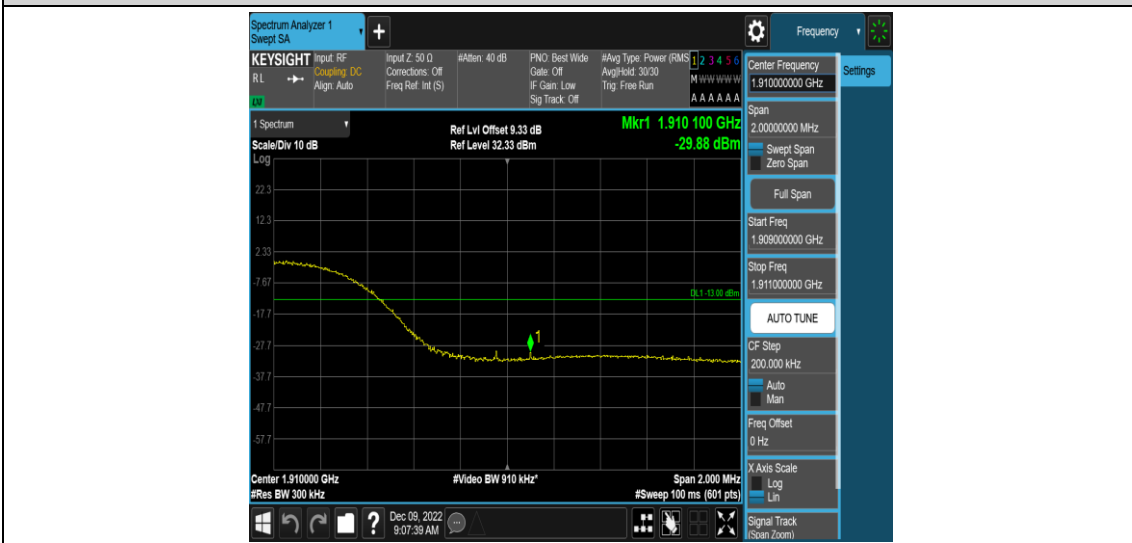 Spectrum Analyzer 1
Swept SA
+
Frequency
KEYSIGHT
RL
LNI
Input: RF
Coupling: DC
Align: Auto
Input Z: 50 Ω
Corrections: Off
Freq Ref: Int (S)
#Atten: 40 dB
PNO: Best Wide
Gate: Off
IF Gain: Low
Sig Track: Off
#Avg Type: Power (RMS
Avg|Hold: 30/30
Trig: Free Run
1 2 3 4 5 6
M W W W W W
A A A A A A
Center Frequency
1.910000000 GHz
Settings
1 Spectrum
Scale/Div 10 dB
Ref Lvl Offset 9.33 dB
Ref Level 32.33 dBm
Mkr1 1.910 100 GHz
-29.88 dBm
Log
22.3
12.3
2.33
-7.67
-17.7
-27.7
-37.7
-47.7
-57.7
DL1 -13.00 dBm
1
Span
2.00000000 MHz
Swept Span
Zero Span
Full Span
Start Freq
1.909000000 GHz
Stop Freq
1.911000000 GHz
AUTO TUNE
CF Step
200.000 kHz
Auto
Man
Freq Offset
0 Hz
X Axis Scale
Log
Lin
Signal Track
(Span Zoom)
Center 1.910000 GHz
#Res BW 300 kHz
#Video BW 910 kHz*
Span 2.000 MHz
#Sweep 100 ms (601 pts)
?
Dec 09, 2022
9:07:39 AM